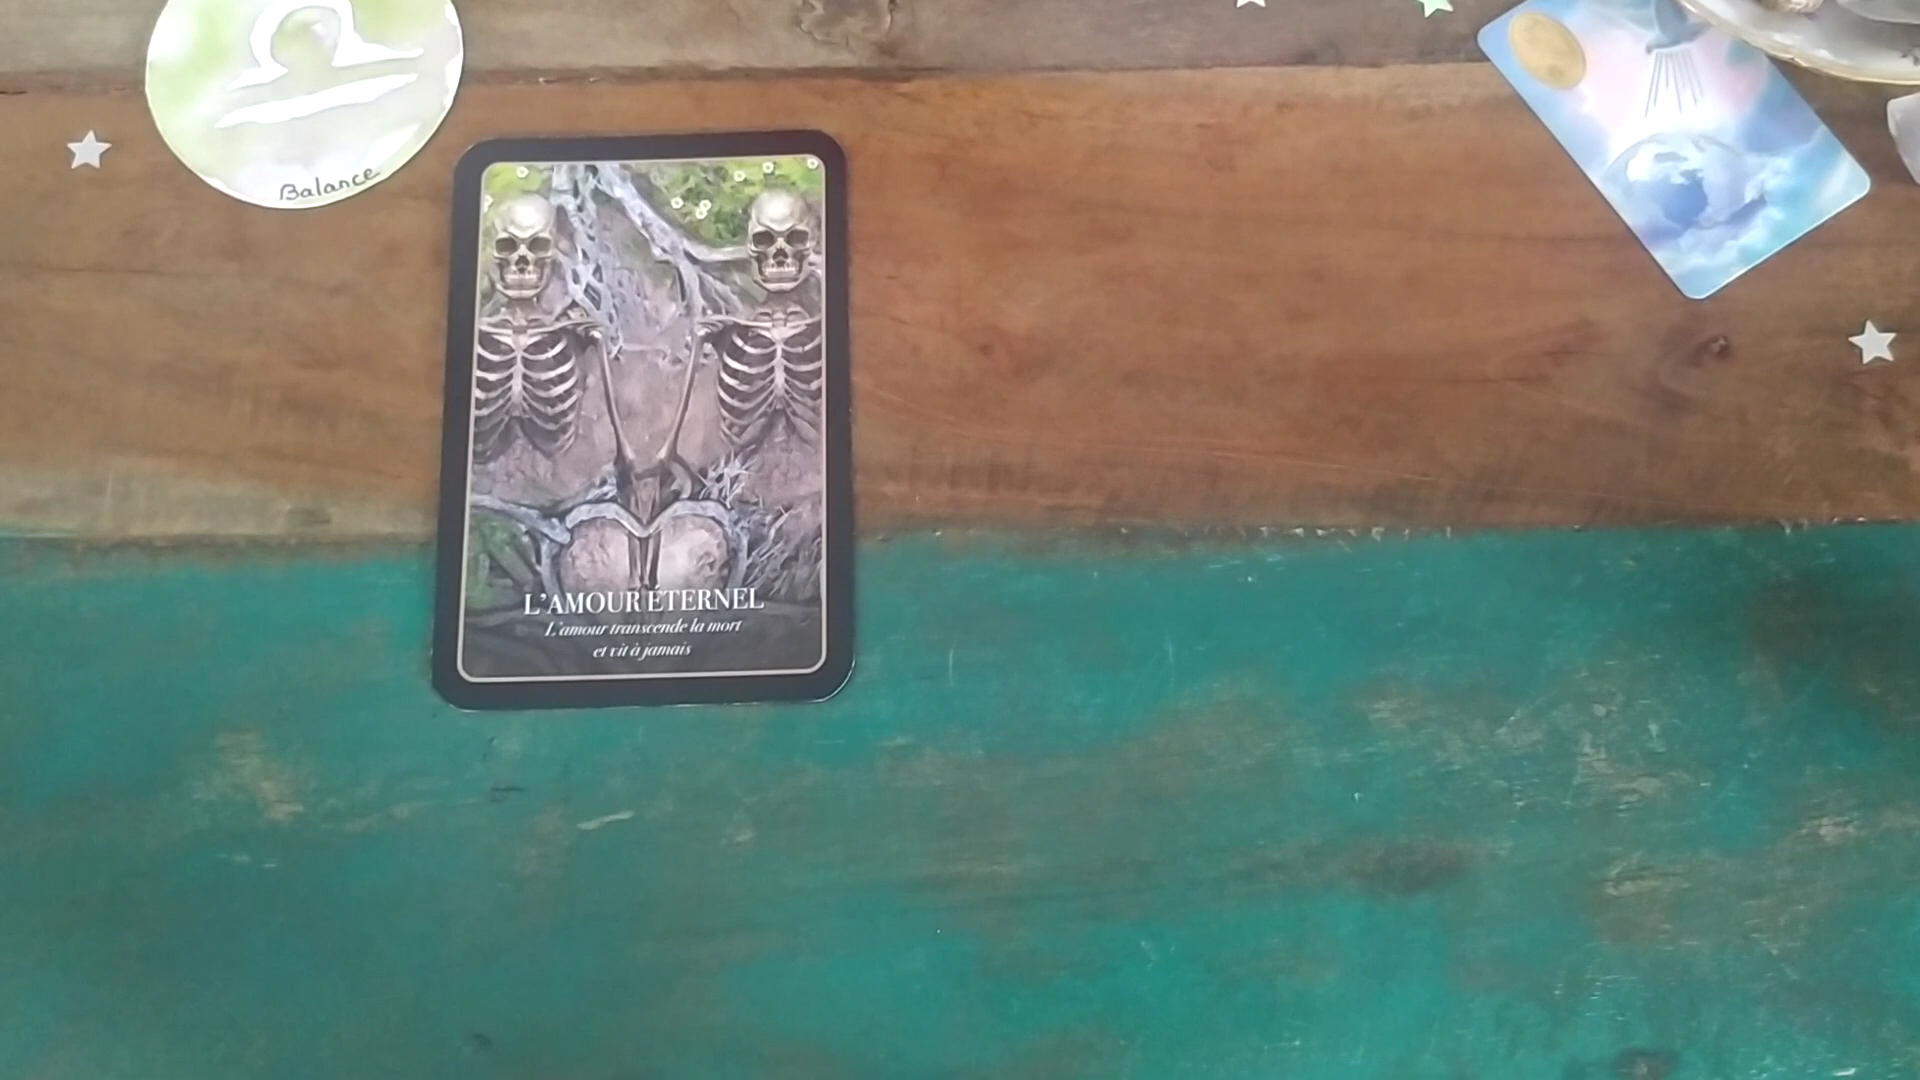 Balance
L'AMOUR ÉTERNEL
L'amour transcende la mort
et vit à jamais